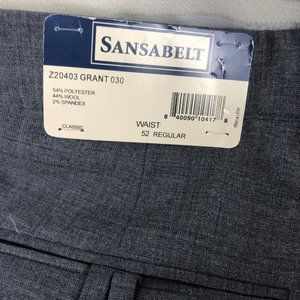 SANSABELT
Z20403 GRANT 030
54% POLYESTER
44% WOOL
2% SPANDEX
8 40090 10417 8
WAIST
52 REGULAR
CLASSIC